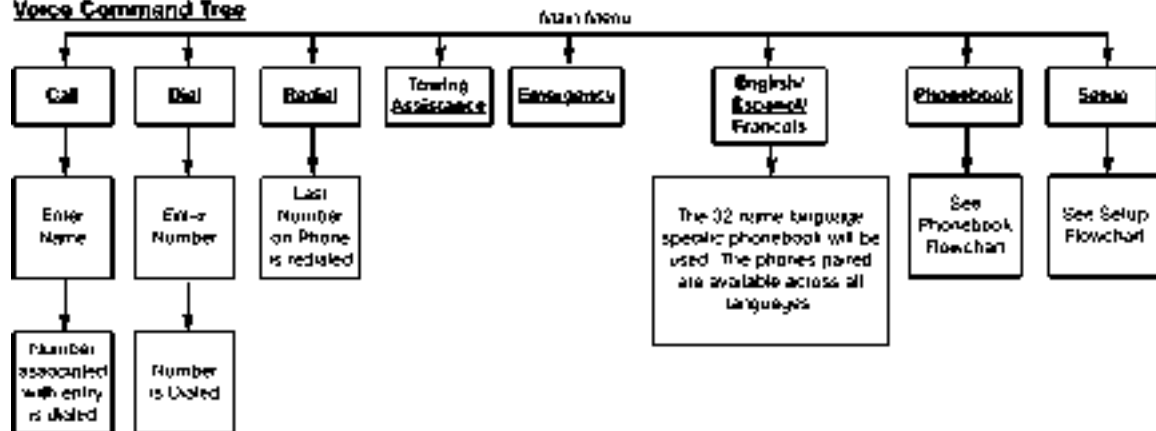 Voice Command Tree
Main Menu
Call
Dial
Redial
Towing
Assistance
Emergency
English/
Espanol/
Francais
Phonebook
Setup
Enter
Name
Enter
Number
Last
Number
on Phone
is redialed
The 32 name language
specific phonebook will be
used. The phones paired
are available across all
languages
See
Phonebook
Flowchart
See Setup
Flowchart
Number
associated
with entry
is dialed
Number
is Dialed